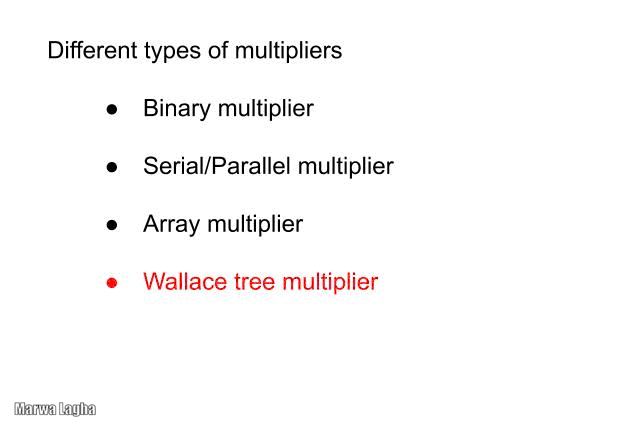 Different types of multipliers
● Binary multiplier
● Serial/Parallel multiplier
● Array multiplier
● Wallace tree multiplier
Marwa Lagha